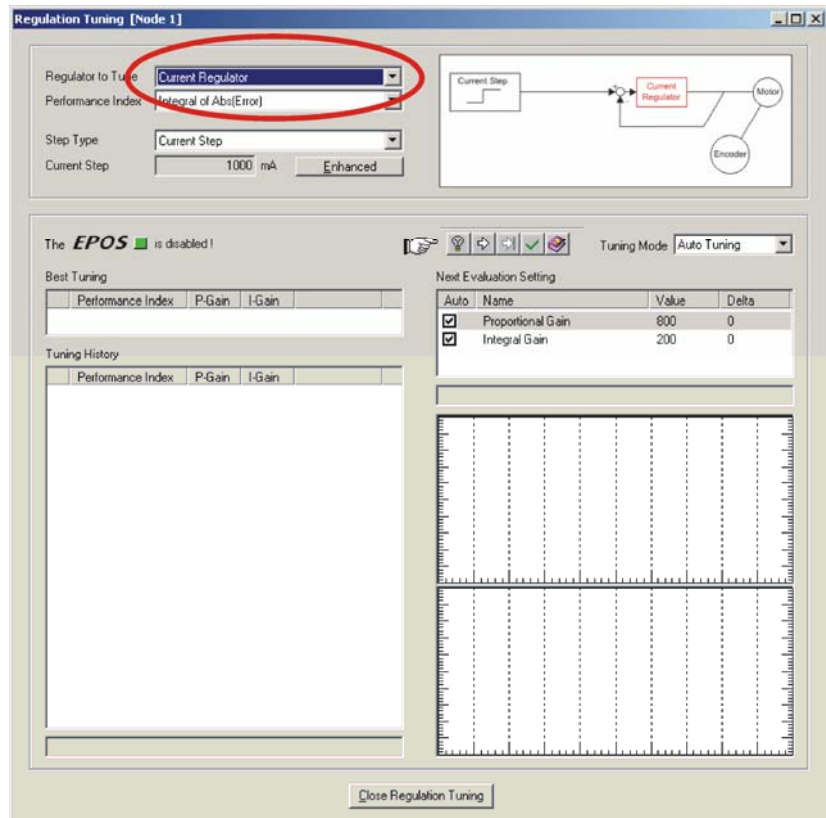 Regulation Tuning [Node 1]
Regulator to Tune Current Regulator
Performance Index Integral of Abs(Error)
Step Type Current Step
Current Step 1000 mA Enhanced
Current Step
Current
Regulator
Motor
Encoder
The EPOS is disabled !
Tuning Mode Auto Tuning
Best Tuning
Performance Index P-Gain I-Gain
Tuning History
Performance Index P-Gain I-Gain
Next Evaluation Setting
Auto Name Value Delta
Proportional Gain 800 0
Integral Gain 200 0
Close Regulation Tuning